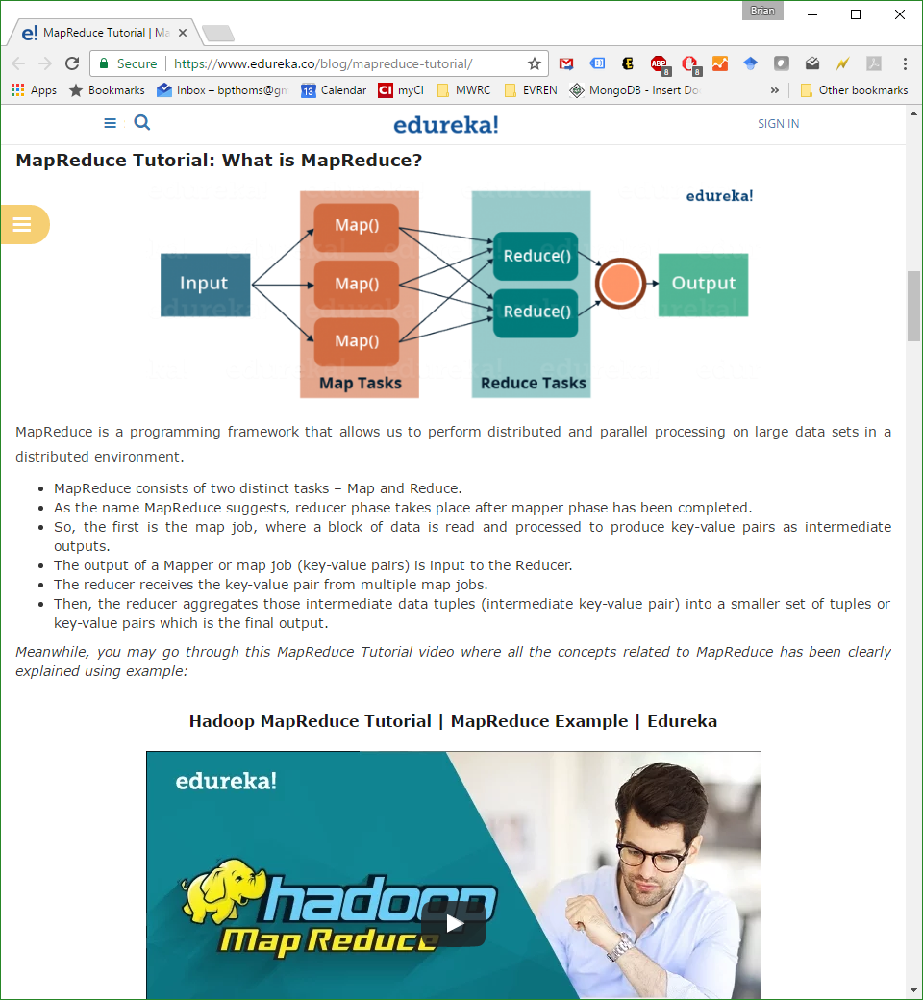 Brian
e! MapReduce Tutorial | Ma
Secure https://www.edureka.co/blog/mapreduce-tutorial/
ABP 8 8
Apps Bookmarks Inbox – bpthoms@gm 13 Calendar CI myCI MWRC EVREN MongoDB - Insert Do » Other bookmarks
edureka! SIGN IN
MapReduce Tutorial: What is MapReduce?
edureka!
Map()
Reduce()
Input Map() Output
Reduce()
Map()
Map Tasks Reduce Tasks
MapReduce is a programming framework that allows us to perform distributed and parallel processing on large data sets in a
distributed environment.
• MapReduce consists of two distinct tasks – Map and Reduce.
• As the name MapReduce suggests, reducer phase takes place after mapper phase has been completed.
• So, the first is the map job, where a block of data is read and processed to produce key-value pairs as intermediate
outputs.
• The output of a Mapper or map job (key-value pairs) is input to the Reducer.
• The reducer receives the key-value pair from multiple map jobs.
• Then, the reducer aggregates those intermediate data tuples (intermediate key-value pair) into a smaller set of tuples or
key-value pairs which is the final output.
Meanwhile, you may go through this MapReduce Tutorial video where all the concepts related to MapReduce has been clearly
explained using example:
Hadoop MapReduce Tutorial | MapReduce Example | Edureka
edureka!
hadoop
Map Reduce